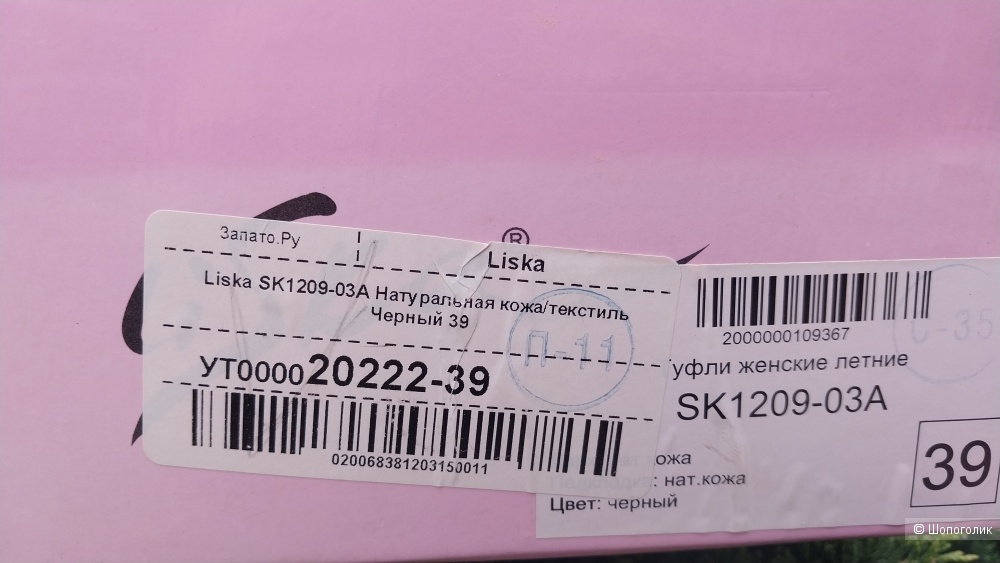 ®
Запато.Ру
Liska
Liska SK1209-03A Натуральная кожа/текстиль
Черный 39
П-11
УТ000020222-39
020068381203150011
2000000109367
С-35
уфли женские летние
SK1209-03A
39
кожа
: нат.кожа
Цвет: черный
© Шопоголик